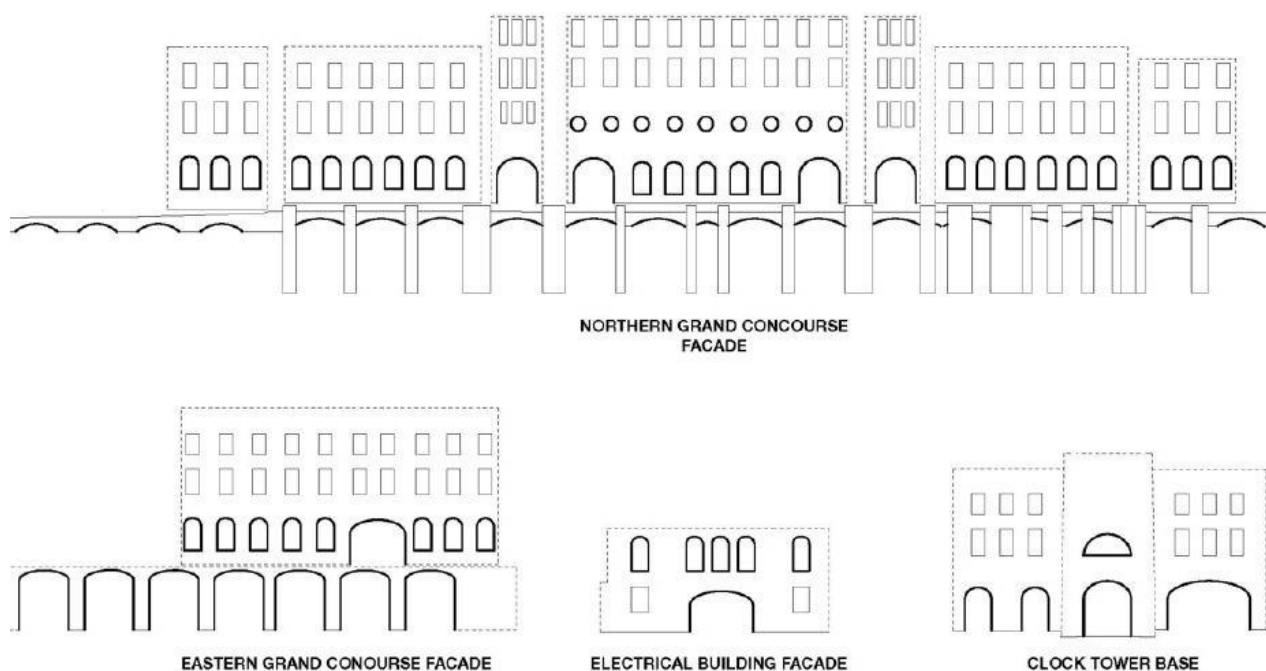 NORTHERN GRAND CONCOURSE
FACADE
EASTERN GRAND CONOURSE FACADE
ELECTRICAL BUILDING FACADE
CLOCK TOWER BASE